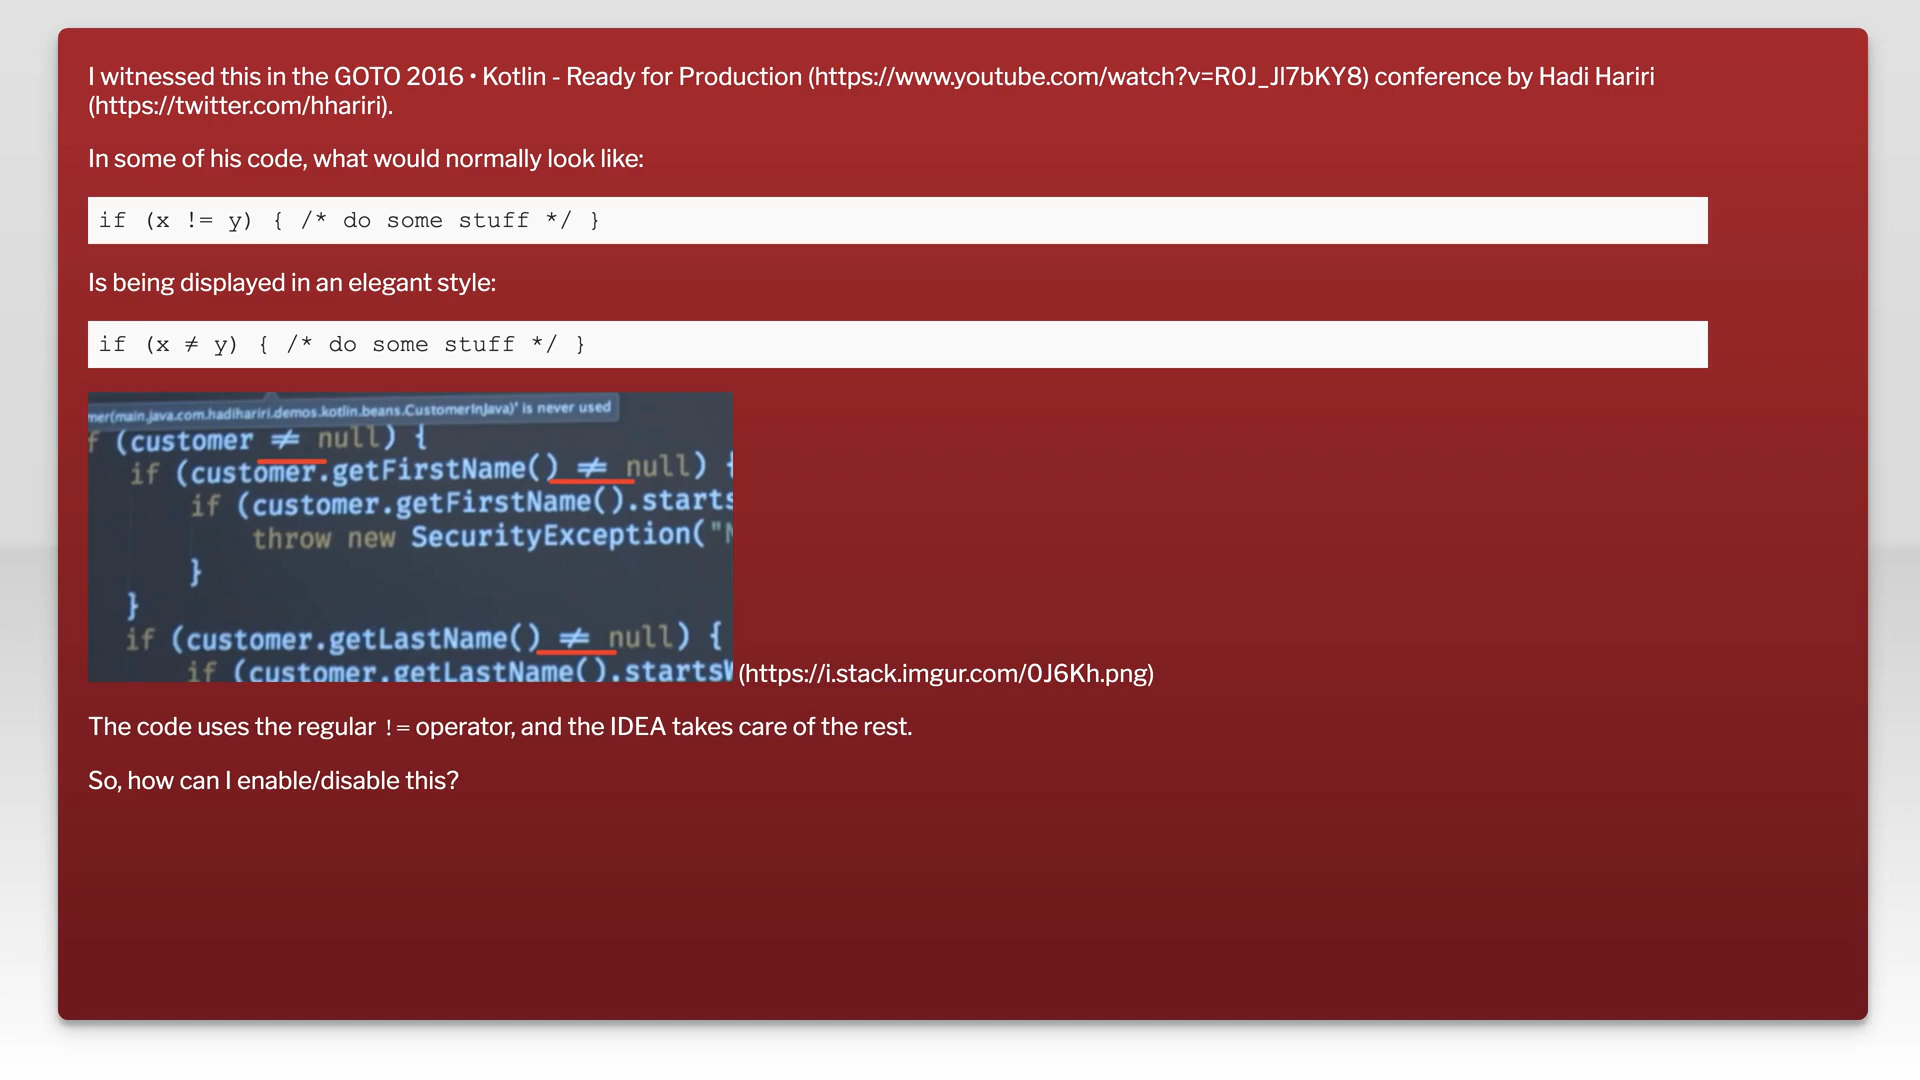 I witnessed this in the GOTO 2016 • Kotlin - Ready for Production (https://www.youtube.com/watch?v=R0J_Jl7bKY8) conference by Hadi Hariri
(https://twitter.com/hhariri).
In some of his code, what would normally look like:
if (x != y) { /* do some stuff */ }
Is being displayed in an elegant style:
if (x ≠ y) { /* do some stuff */ }
mer(main.java.com.hadihariri.demos.kotlin.beans.CustomerInJava)' is never used
f (customer ≠ null) {
if (customer.getFirstName() ≠ null) {
if (customer.getFirstName().starts
throw new SecurityException("N
}
}
if (customer.getLastName() ≠ null) {
if (customer.getLastName().startsW
(https://i.stack.imgur.com/0J6Kh.png)
The code uses the regular != operator, and the IDEA takes care of the rest.
So, how can I enable/disable this?